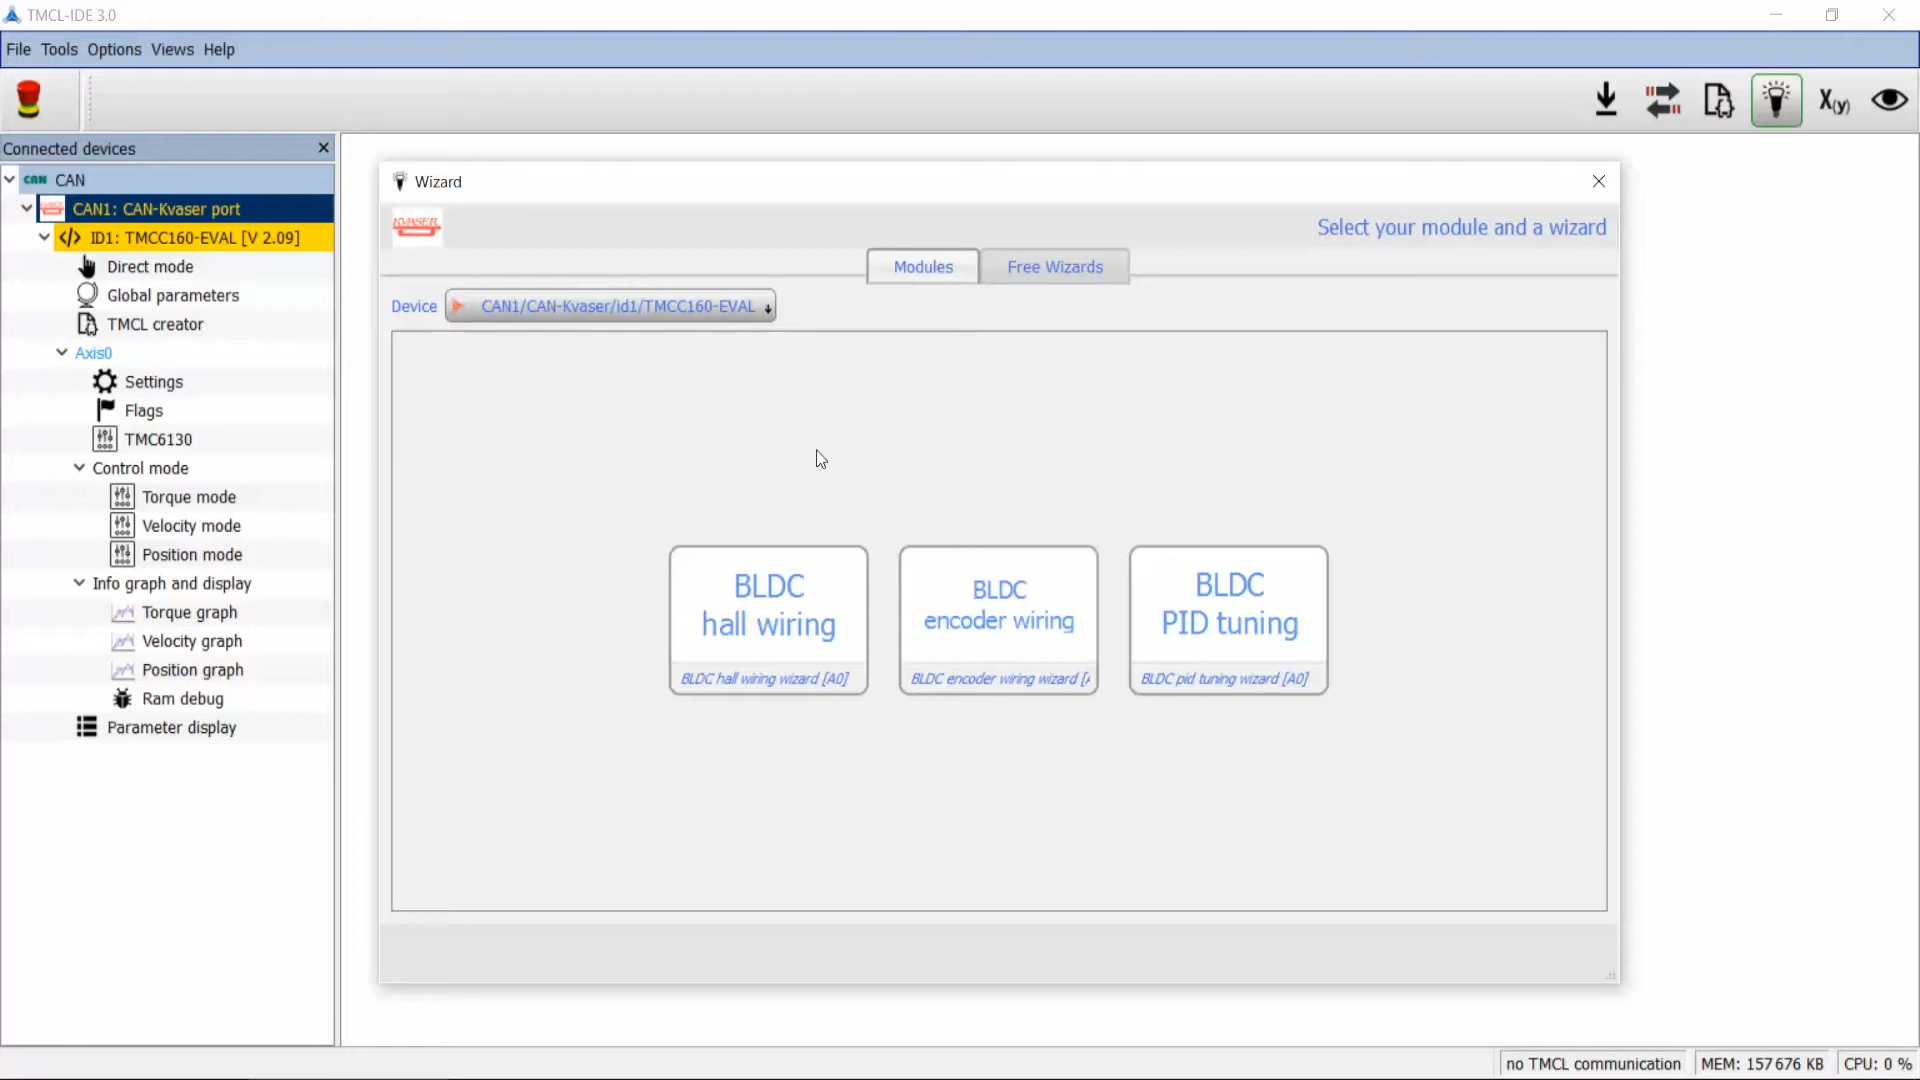 TMCL-IDE 3.0
File Tools Options Views Help
X(y)
Connected devices
CAN CAN
CAN1: CAN-Kvaser port
</> ID1: TMCC160-EVAL [V 2.09]
Direct mode
Global parameters
TMCL creator
Axis0
Settings
Flags
TMC6130
Control mode
Torque mode
Velocity mode
Position mode
Info graph and display
Torque graph
Velocity graph
Position graph
Ram debug
Parameter display
Wizard
KVASER
Select your module and a wizard
Modules
Free Wizards
Device CAN1/CAN-Kvaser/id1/TMCC160-EVAL
BLDC
hall wiring
BLDC hall wiring wizard [A0]
BLDC
encoder wiring
BLDC encoder wiring wizard [A
BLDC
PID tuning
BLDC pid tuning wizard [A0]
no TMCL communication MEM: 157676 KB CPU: 0 %